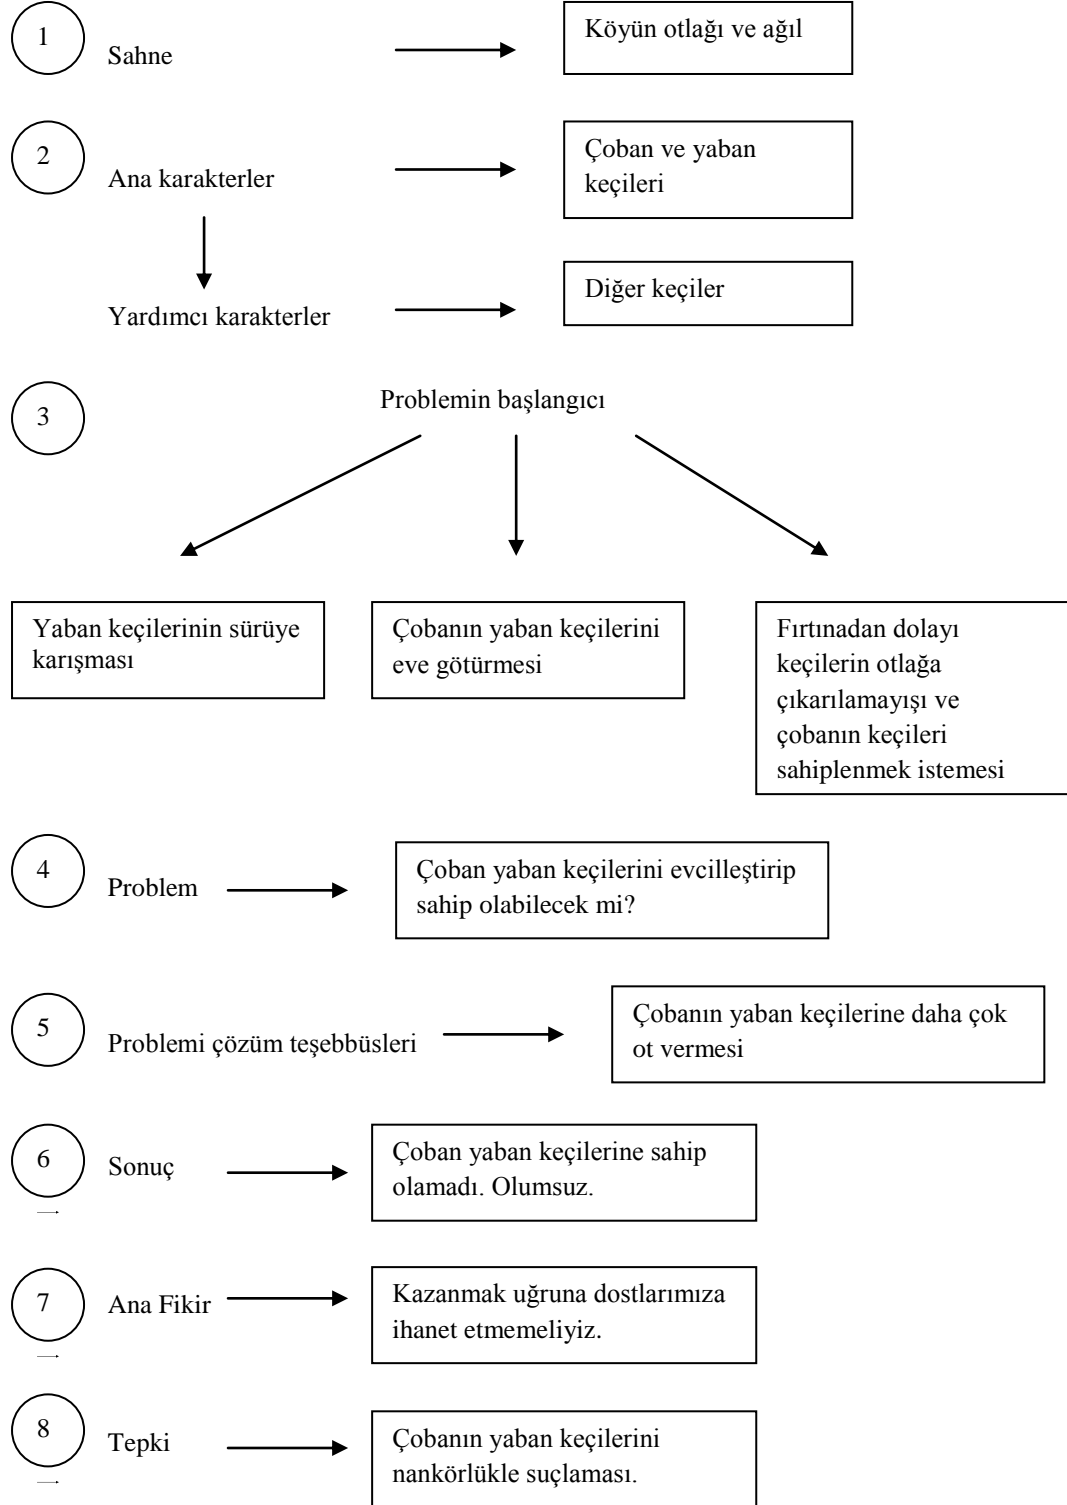 1
Sahne
Köyün otlağı ve ağıl
2
Ana karakterler
Çoban ve yaban
keçileri
Yardımcı karakterler
Diğer keçiler
3
Problemin başlangıcı
Yaban keçilerinin sürüye
karışması
Çobanın yaban keçilerini
eve götürmesi
Fırtınadan dolayı
keçilerin otlağa
çıkarılamayışı ve
çobanın keçileri
sahiplenmek istemesi
4
Problem
Çoban yaban keçilerini evcilleştirip
sahip olabilecek mi?
5
Problemi çözüm teşebbüsleri
Çobanın yaban keçilerine daha çok
ot vermesi
6
Sonuç
Çoban yaban keçilerine sahip
olamadı. Olumsuz.
7
Ana Fikir
Kazanmak uğruna dostlarımıza
ihanet etmemeliyiz.
8
Tepki
Çobanın yaban keçilerini
nankörlükle suçlaması.